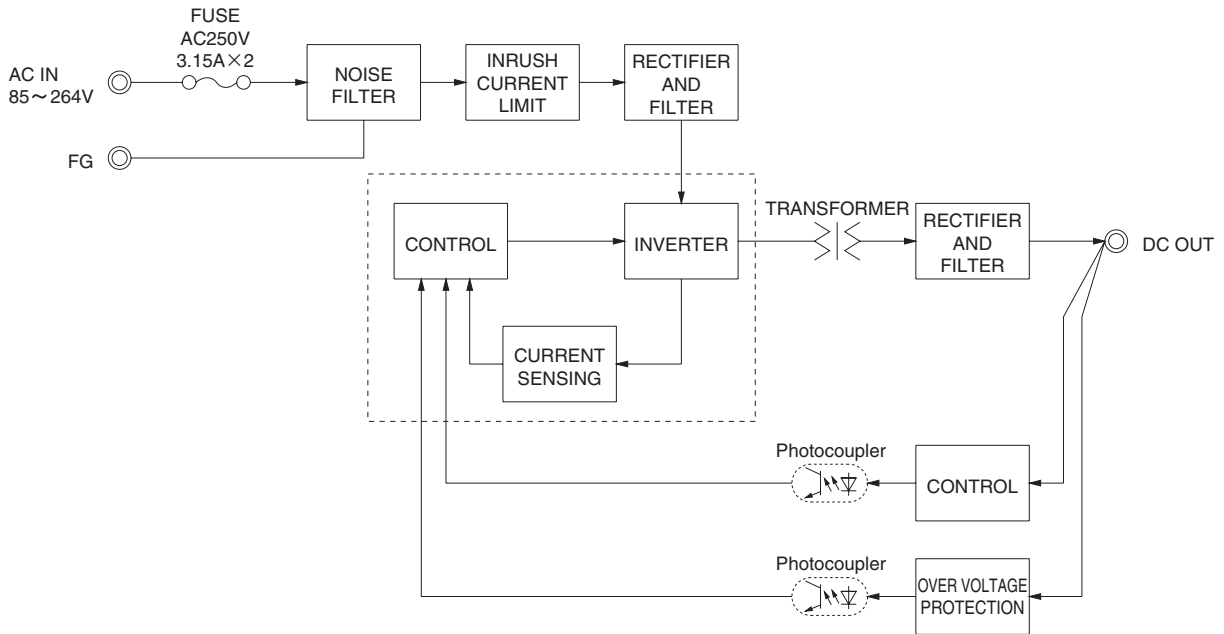 FUSE
AC250V
3.15A×2
AC IN
85~264V
NOISE
FILTER
INRUSH
CURRENT
LIMIT
RECTIFIER
AND
FILTER
FG
CONTROL
INVERTER
TRANSFORMER
RECTIFIER
AND
FILTER
DC OUT
CURRENT
SENSING
Photocoupler
CONTROL
Photocoupler
OVER VOLTAGE
PROTECTION